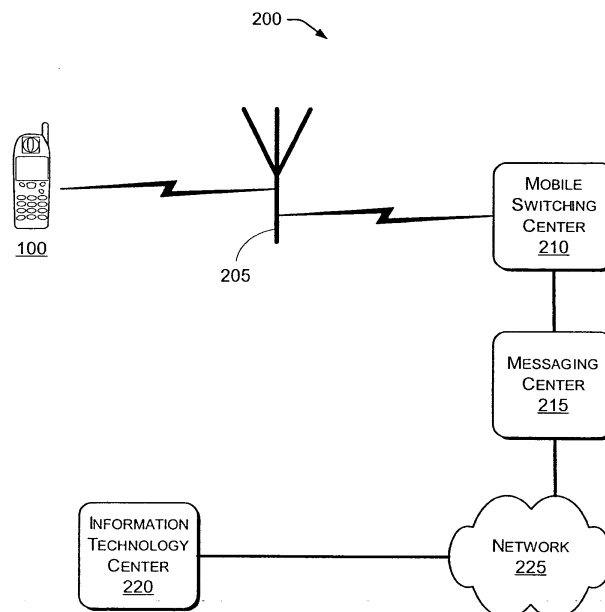 200
100
205
MOBILE
SWITCHING
CENTER
210
MESSAGING
CENTER
215
INFORMATION
TECHNOLOGY
CENTER
220
NETWORK
225